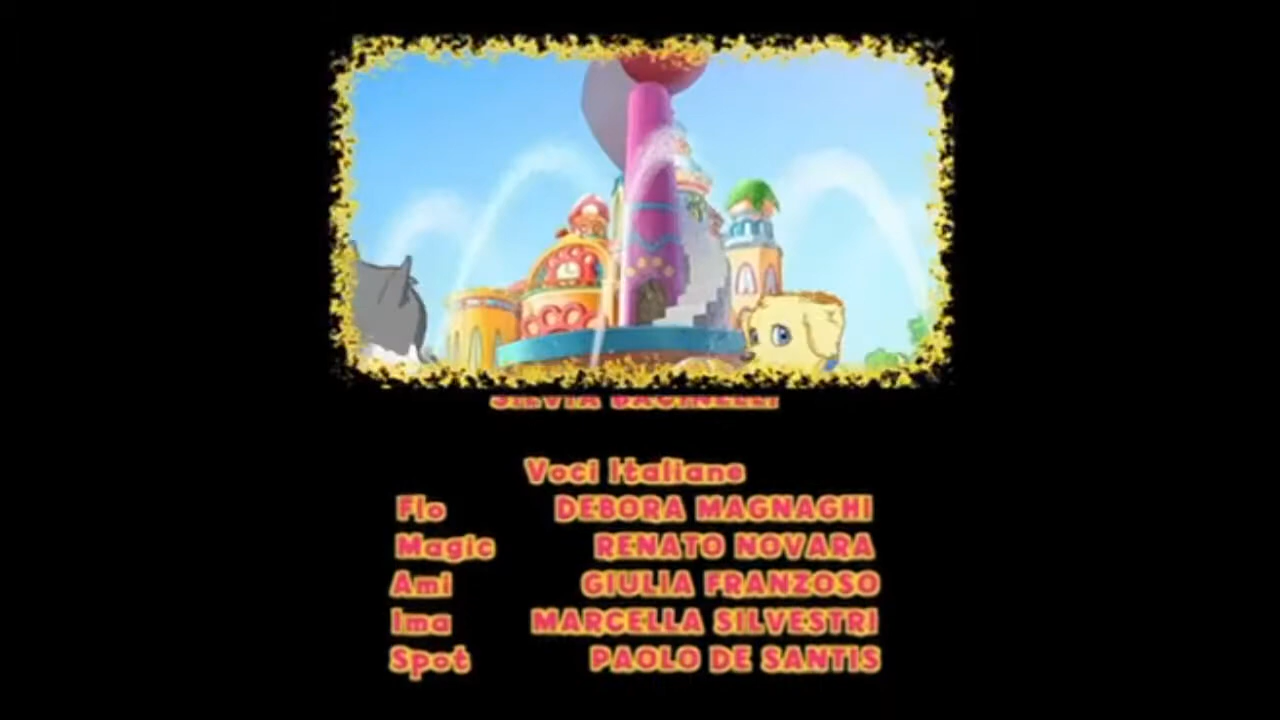 Voci Italiane
Flo DEBORA MAGNAGHI
Magic RENATO NOVARA
Ami GIULIA FRANZOSO
Ima MARCELLA SILVESTRI
Spot PAOLO DE SANTIS